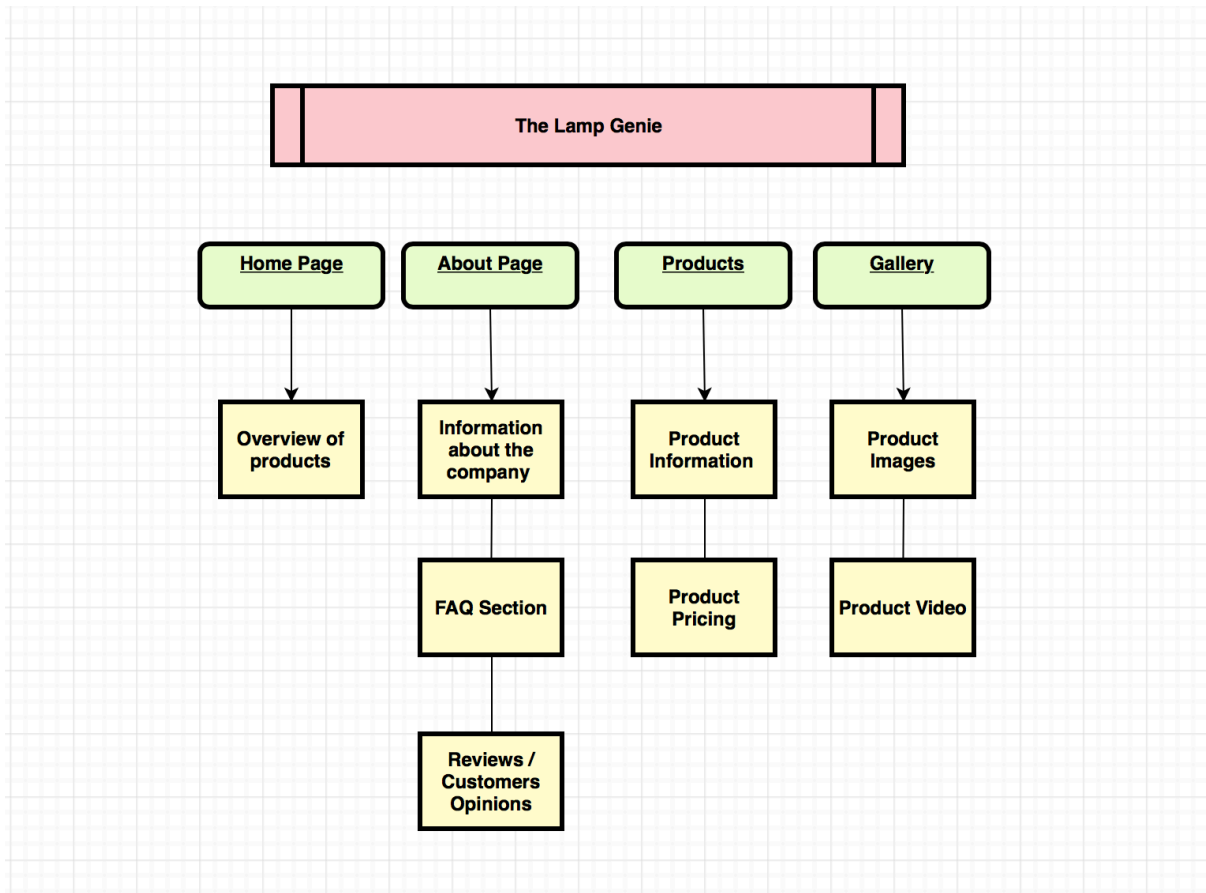 The Lamp Genie
Home Page
About Page
Products
Gallery
Overview of
products
Information
about the
company
Product
Information
Product
Images
FAQ Section
Product
Pricing
Product Video
Reviews /
Customers
Opinions